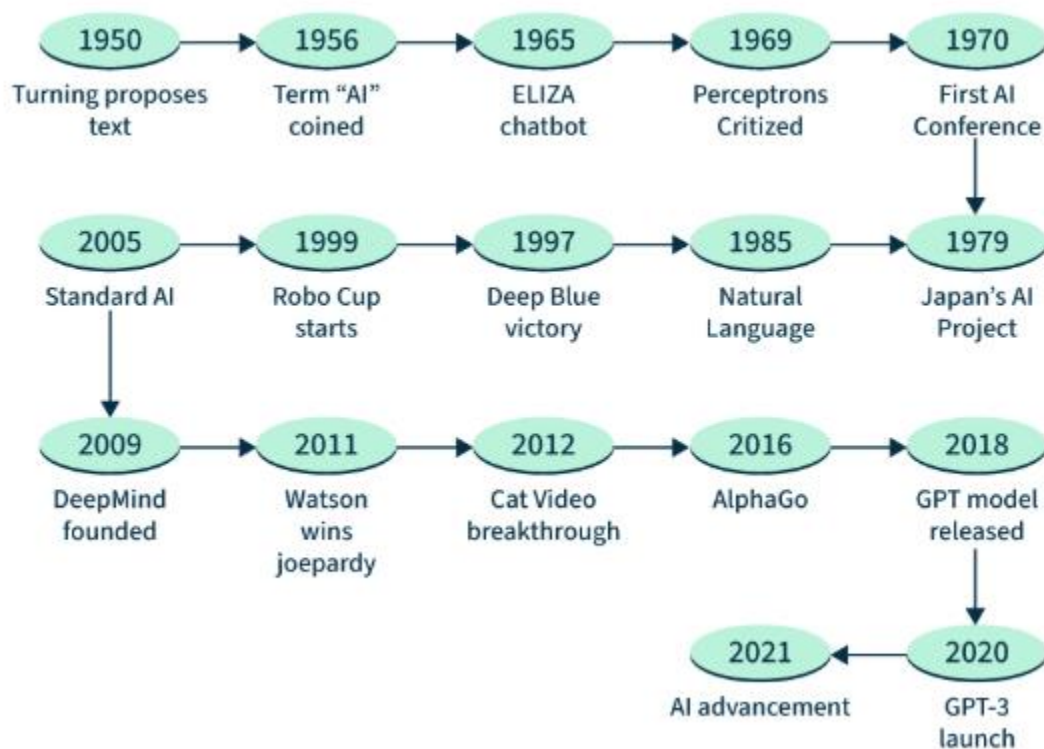 1950
Turning proposes
text
1956
Term “AI”
coined
1965
ELIZA
chatbot
1969
Perceptrons
Critized
1970
First AI
Conference
2005
Standard AI
1999
Robo Cup
starts
1997
Deep Blue
victory
1985
Natural
Language
1979
Japan’s AI
Project
2009
DeepMind
founded
2011
Watson
wins
joepardy
2012
Cat Video
breakthrough
2016
AlphaGo
2018
GPT model
released
2021
AI advancement
2020
GPT-3
launch